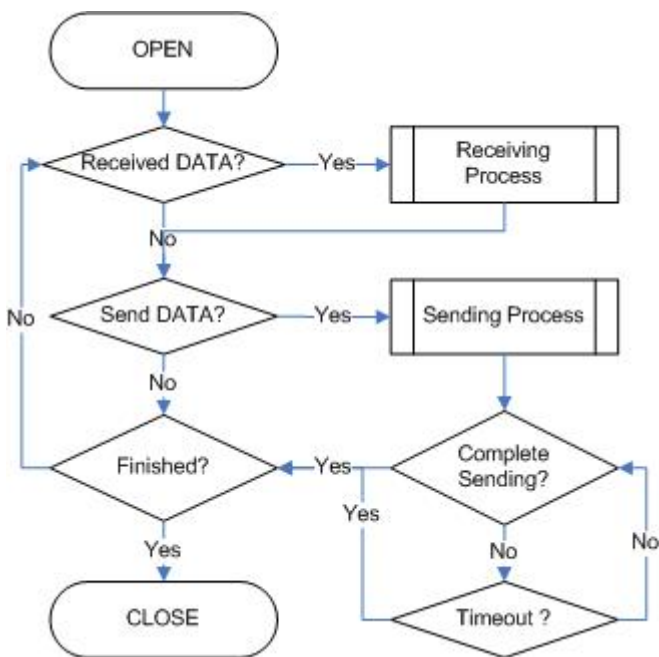 OPEN
Received DATA?
Yes
Receiving
Process
No
Send DATA?
Yes
Sending Process
No
No
Finished?
Yes
Complete
Sending?
Yes
No
No
Yes
CLOSE
Timeout ?